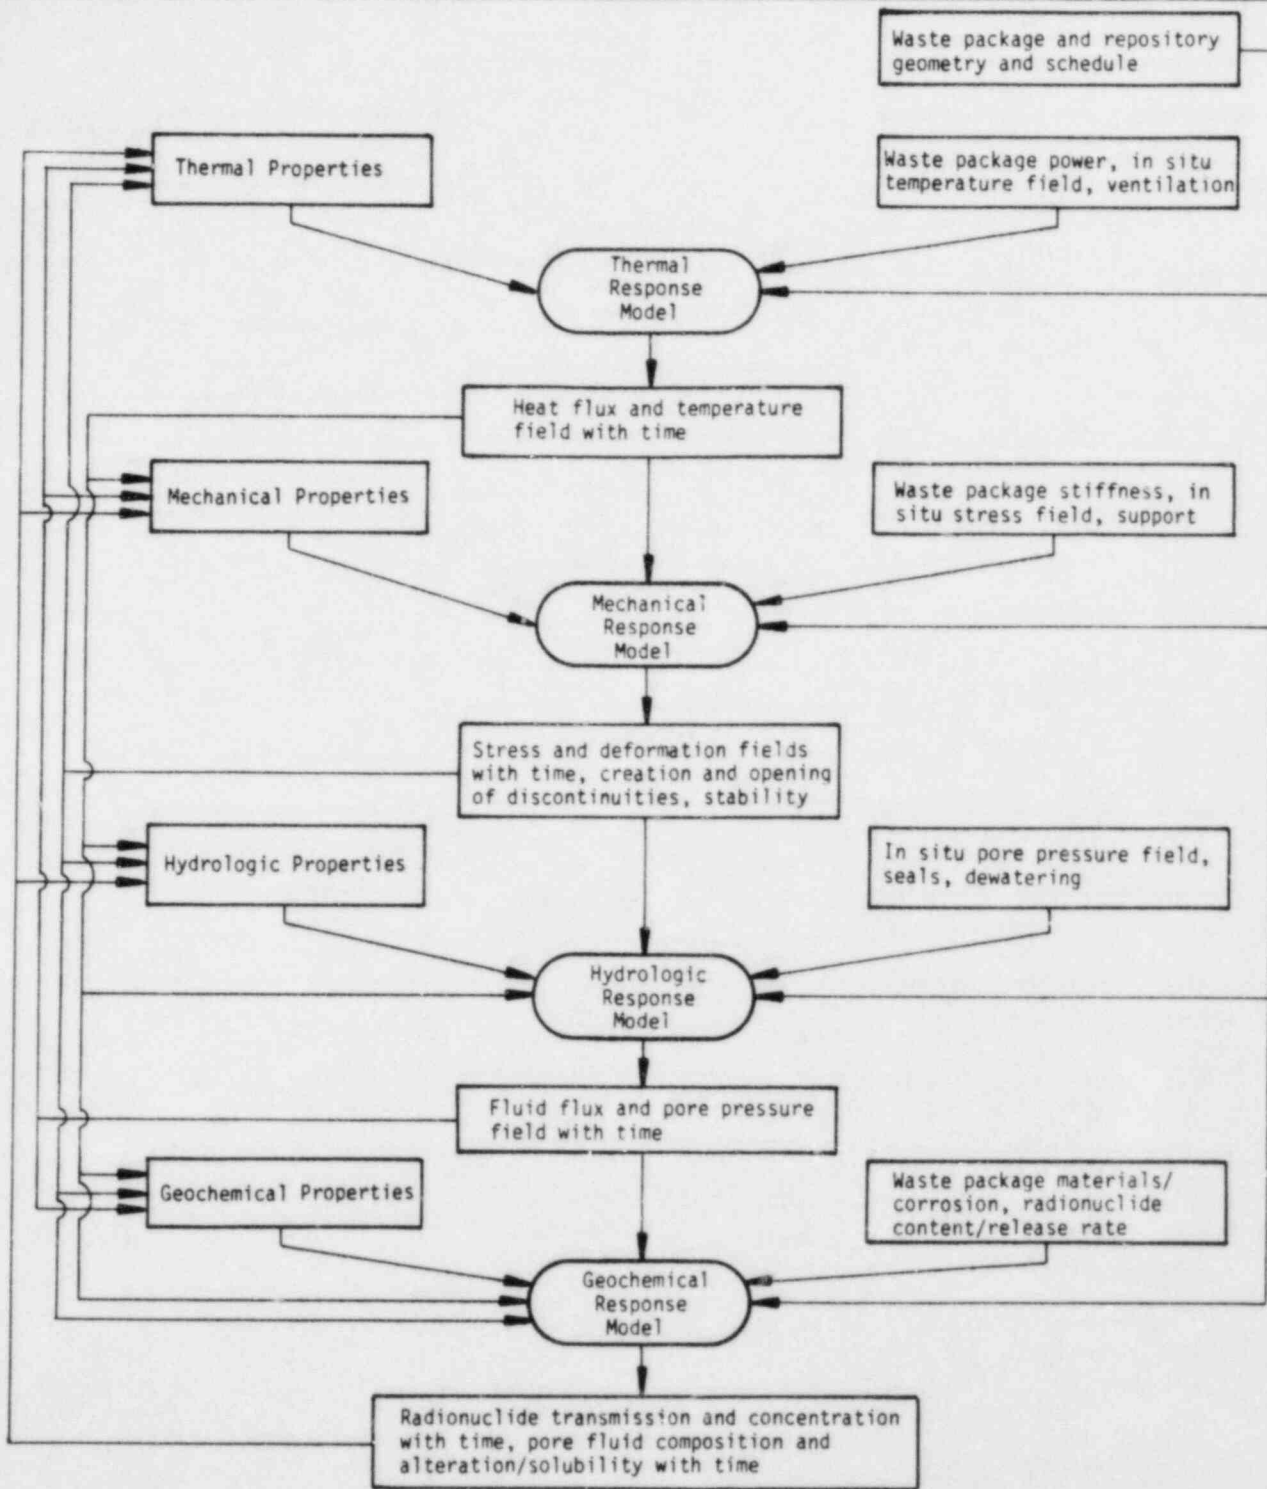 Waste package and repository
geometry and schedule
Thermal Properties
Waste package power, in situ
temperature field, ventilation
Thermal
Response
Model
Heat flux and temperature
field with time
Mechanical Properties
Waste package stiffness, in
situ stress field, support
Mechanical
Response
Model
Stress and deformation fields
with time, creation and opening
of discontinuities, stability
Hydrologic Properties
In situ pore pressure field,
seals, dewatering
Hydrologic
Response
Model
Fluid flux and pore pressure
field with time
Geochemical Properties
Waste package materials/
corrosion, radionuclide
content/release rate
Geochemical
Response
Model
Radionuclide transmission and concentration
with time, pore fluid composition and
alteration/solubility with time